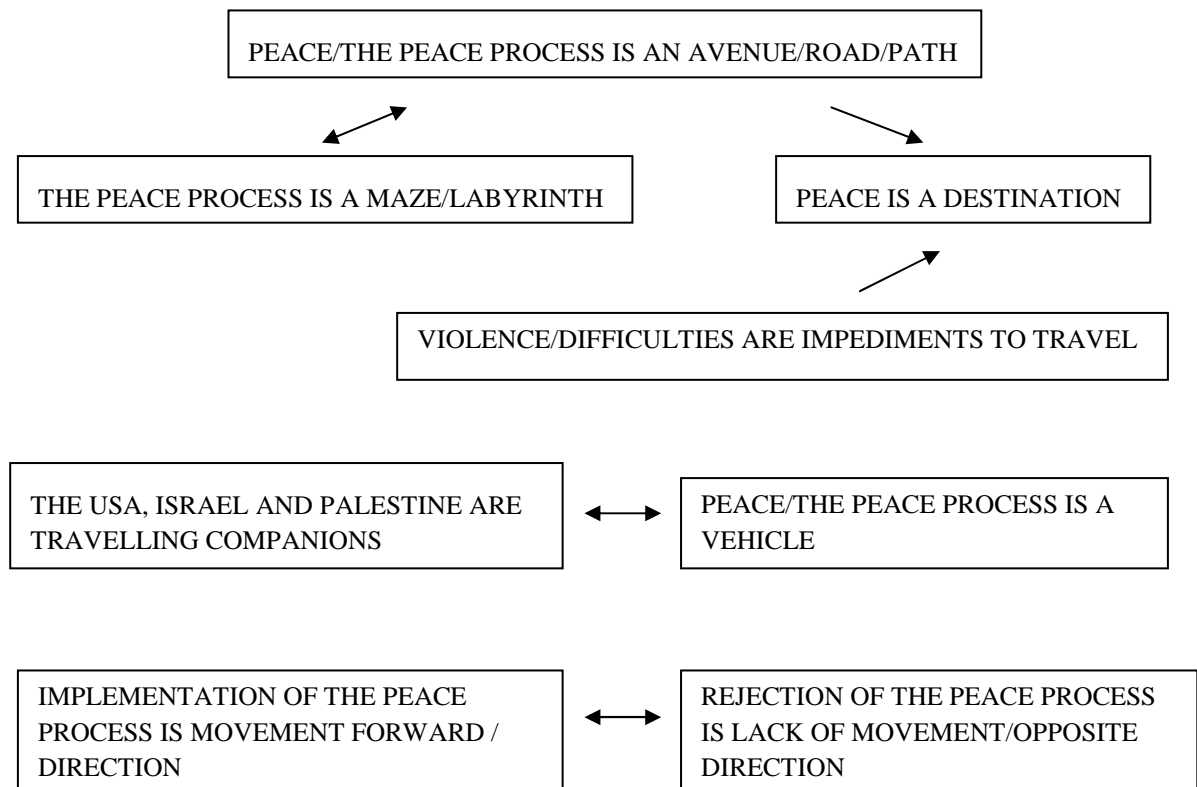 PEACE/THE PEACE PROCESS IS AN AVENUE/ROAD/PATH
THE PEACE PROCESS IS A MAZE/LABYRINTH
PEACE IS A DESTINATION
VIOLENCE/DIFFICULTIES ARE IMPEDIMENTS TO TRAVEL
THE USA, ISRAEL AND PALESTINE ARE
TRAVELLING COMPANIONS
PEACE/THE PEACE PROCESS IS A
VEHICLE
IMPLEMENTATION OF THE PEACE
PROCESS IS MOVEMENT FORWARD /
DIRECTION
REJECTION OF THE PEACE PROCESS
IS LACK OF MOVEMENT/OPPOSITE
DIRECTION